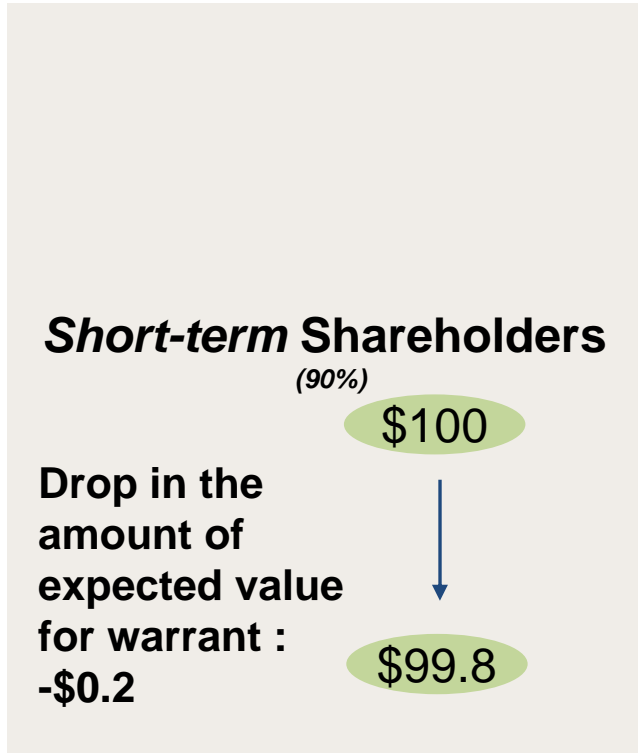 Short-term Shareholders
(90%)
$100
Drop in the
amount of
expected value
for warrant :
-$0.2
$99.8